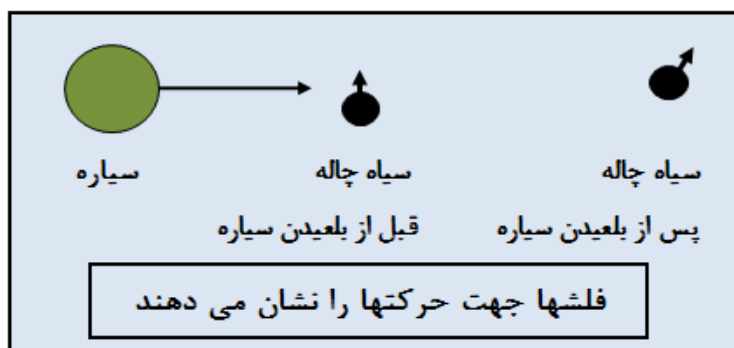 سیاره
سیاه چاله
قبل از بلعیدن سیاره
سیاه چاله
پس از بلعیدن سیاره
فلشها جهت حرکتها را نشان می دهند